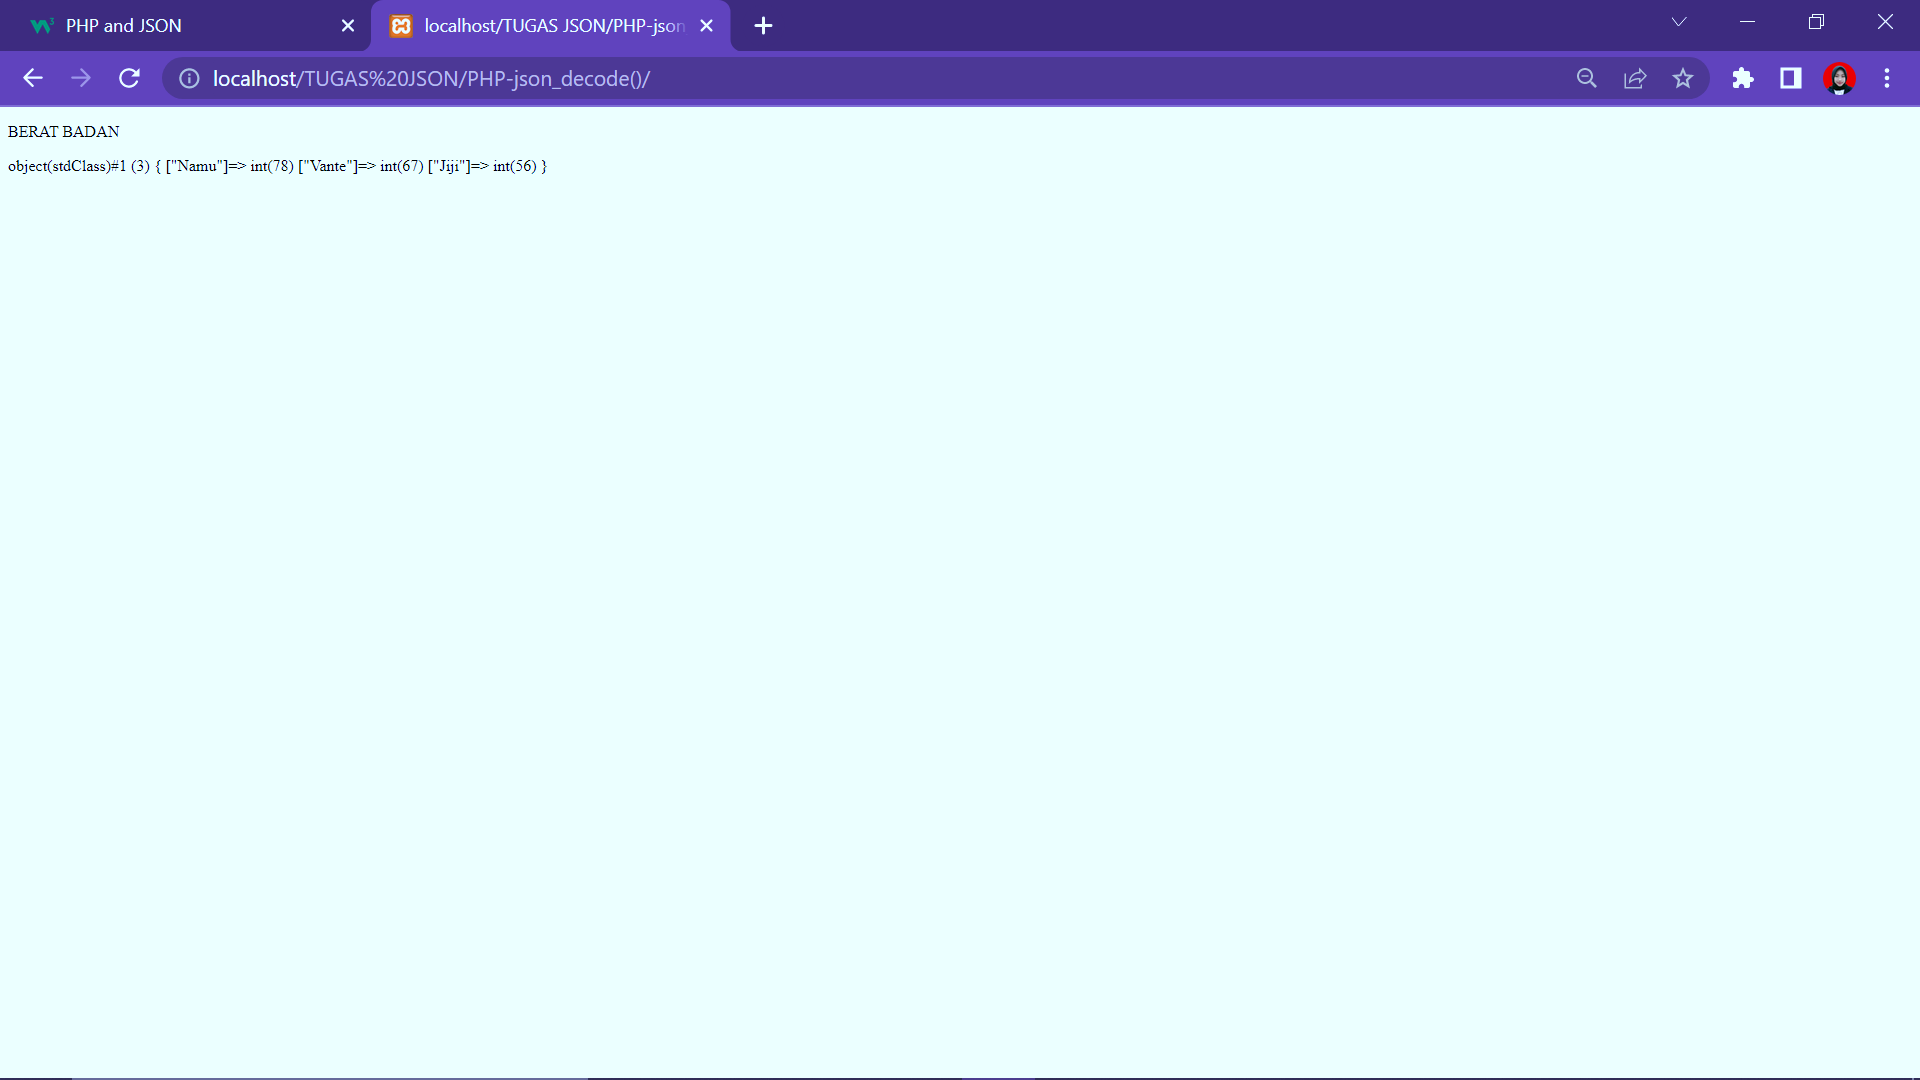 PHP and JSON
localhost/TUGAS JSON/PHP-json
localhost/TUGAS%20JSON/PHP-json_decode()/
BERAT BADAN
object(stdClass)#1 (3) { ["Namu"]=> int(78) ["Vante"]=> int(67) ["Jiji"]=> int(56) }